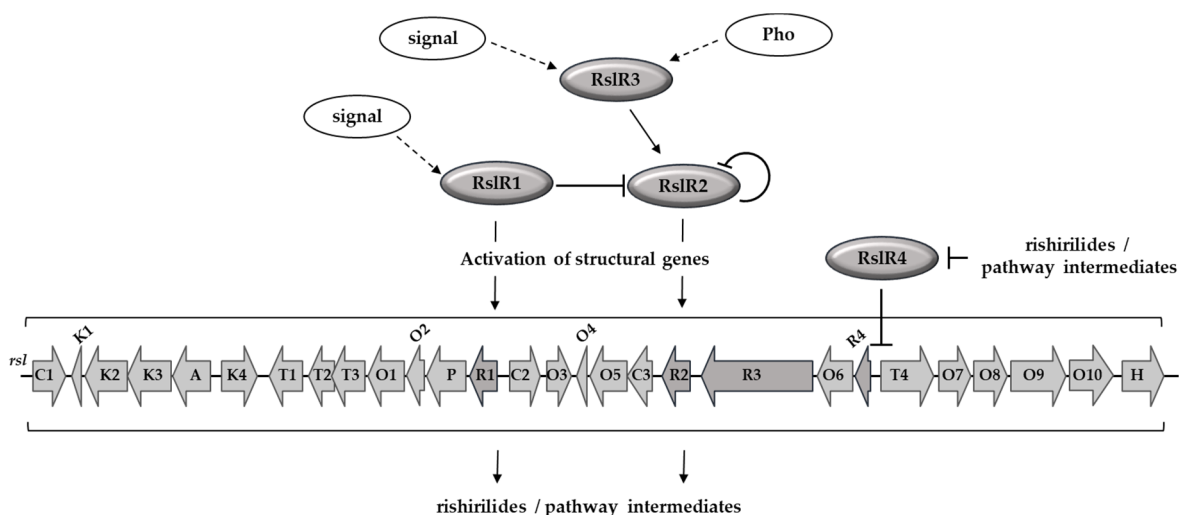 signal
Pho
RslR3
signal
RslR1
RslR2
Activation of structural genes
RslR4
rishirilides /
pathway intermediates
rsl
C1
K1
K2
K3
A
K4
T1
T2
T3
O1
O2
P
R1
C2
O3
O4
O5
C3
R2
R3
O6
R4
T4
O7
O8
O9
O10
H
rishirilides / pathway intermediates